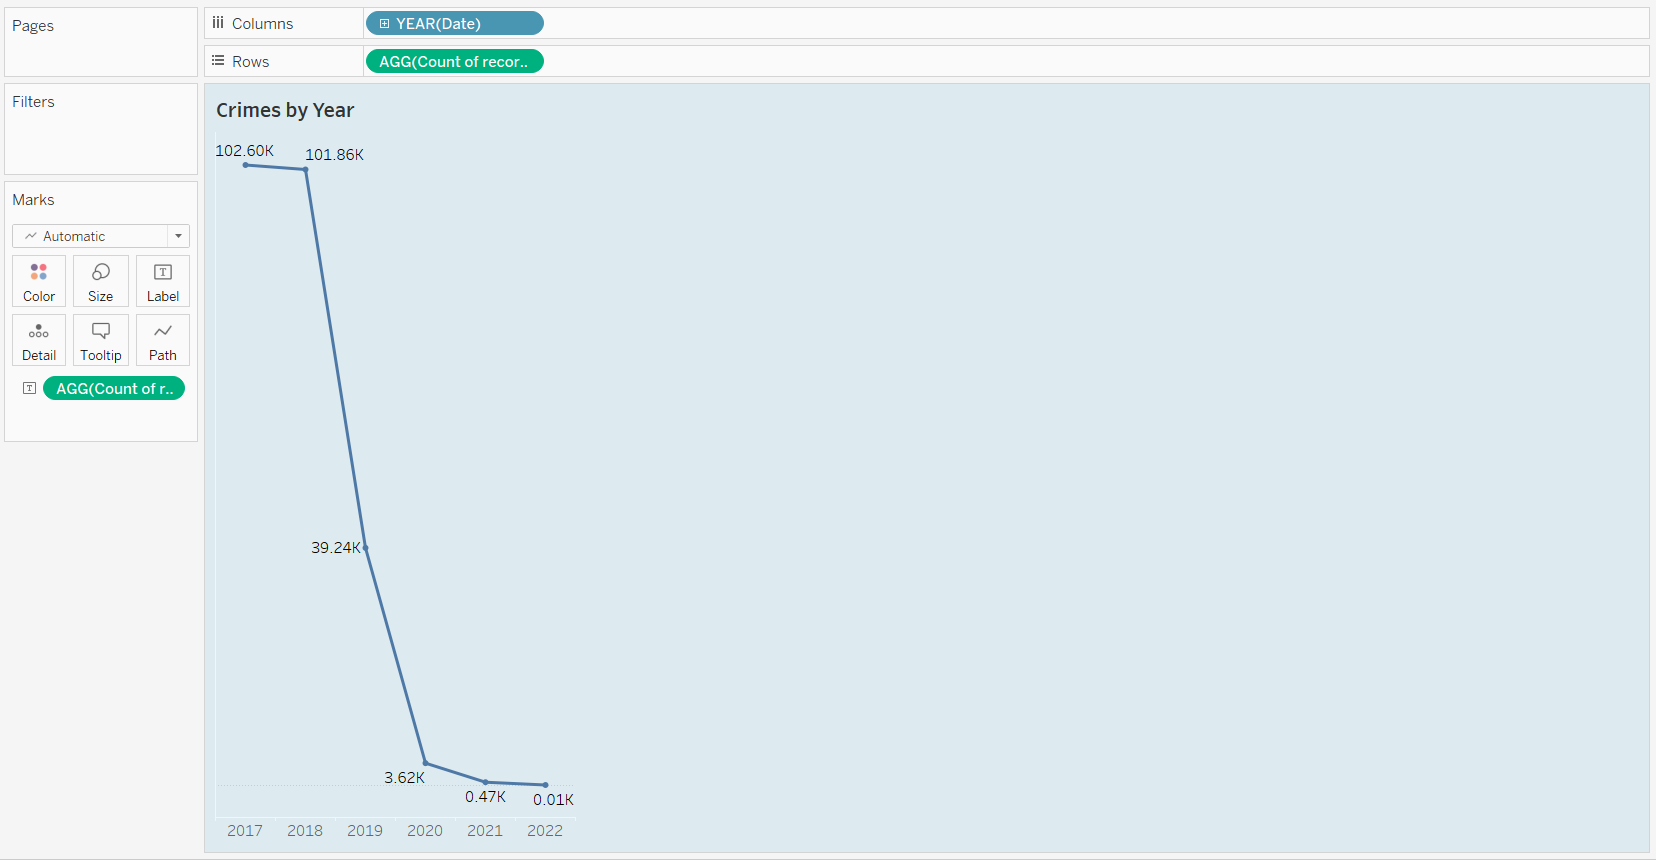 Pages
Columns
YEAR(Date)
Rows
AGG(Count of recor..
Filters
Marks
Automatic
Color
Size
Label
Detail
Tooltip
Path
AGG(Count of r..
Crimes by Year
102.60K
101.86K
39.24K
3.62K
0.47K
0.01K
2017 2018 2019 2020 2021 2022